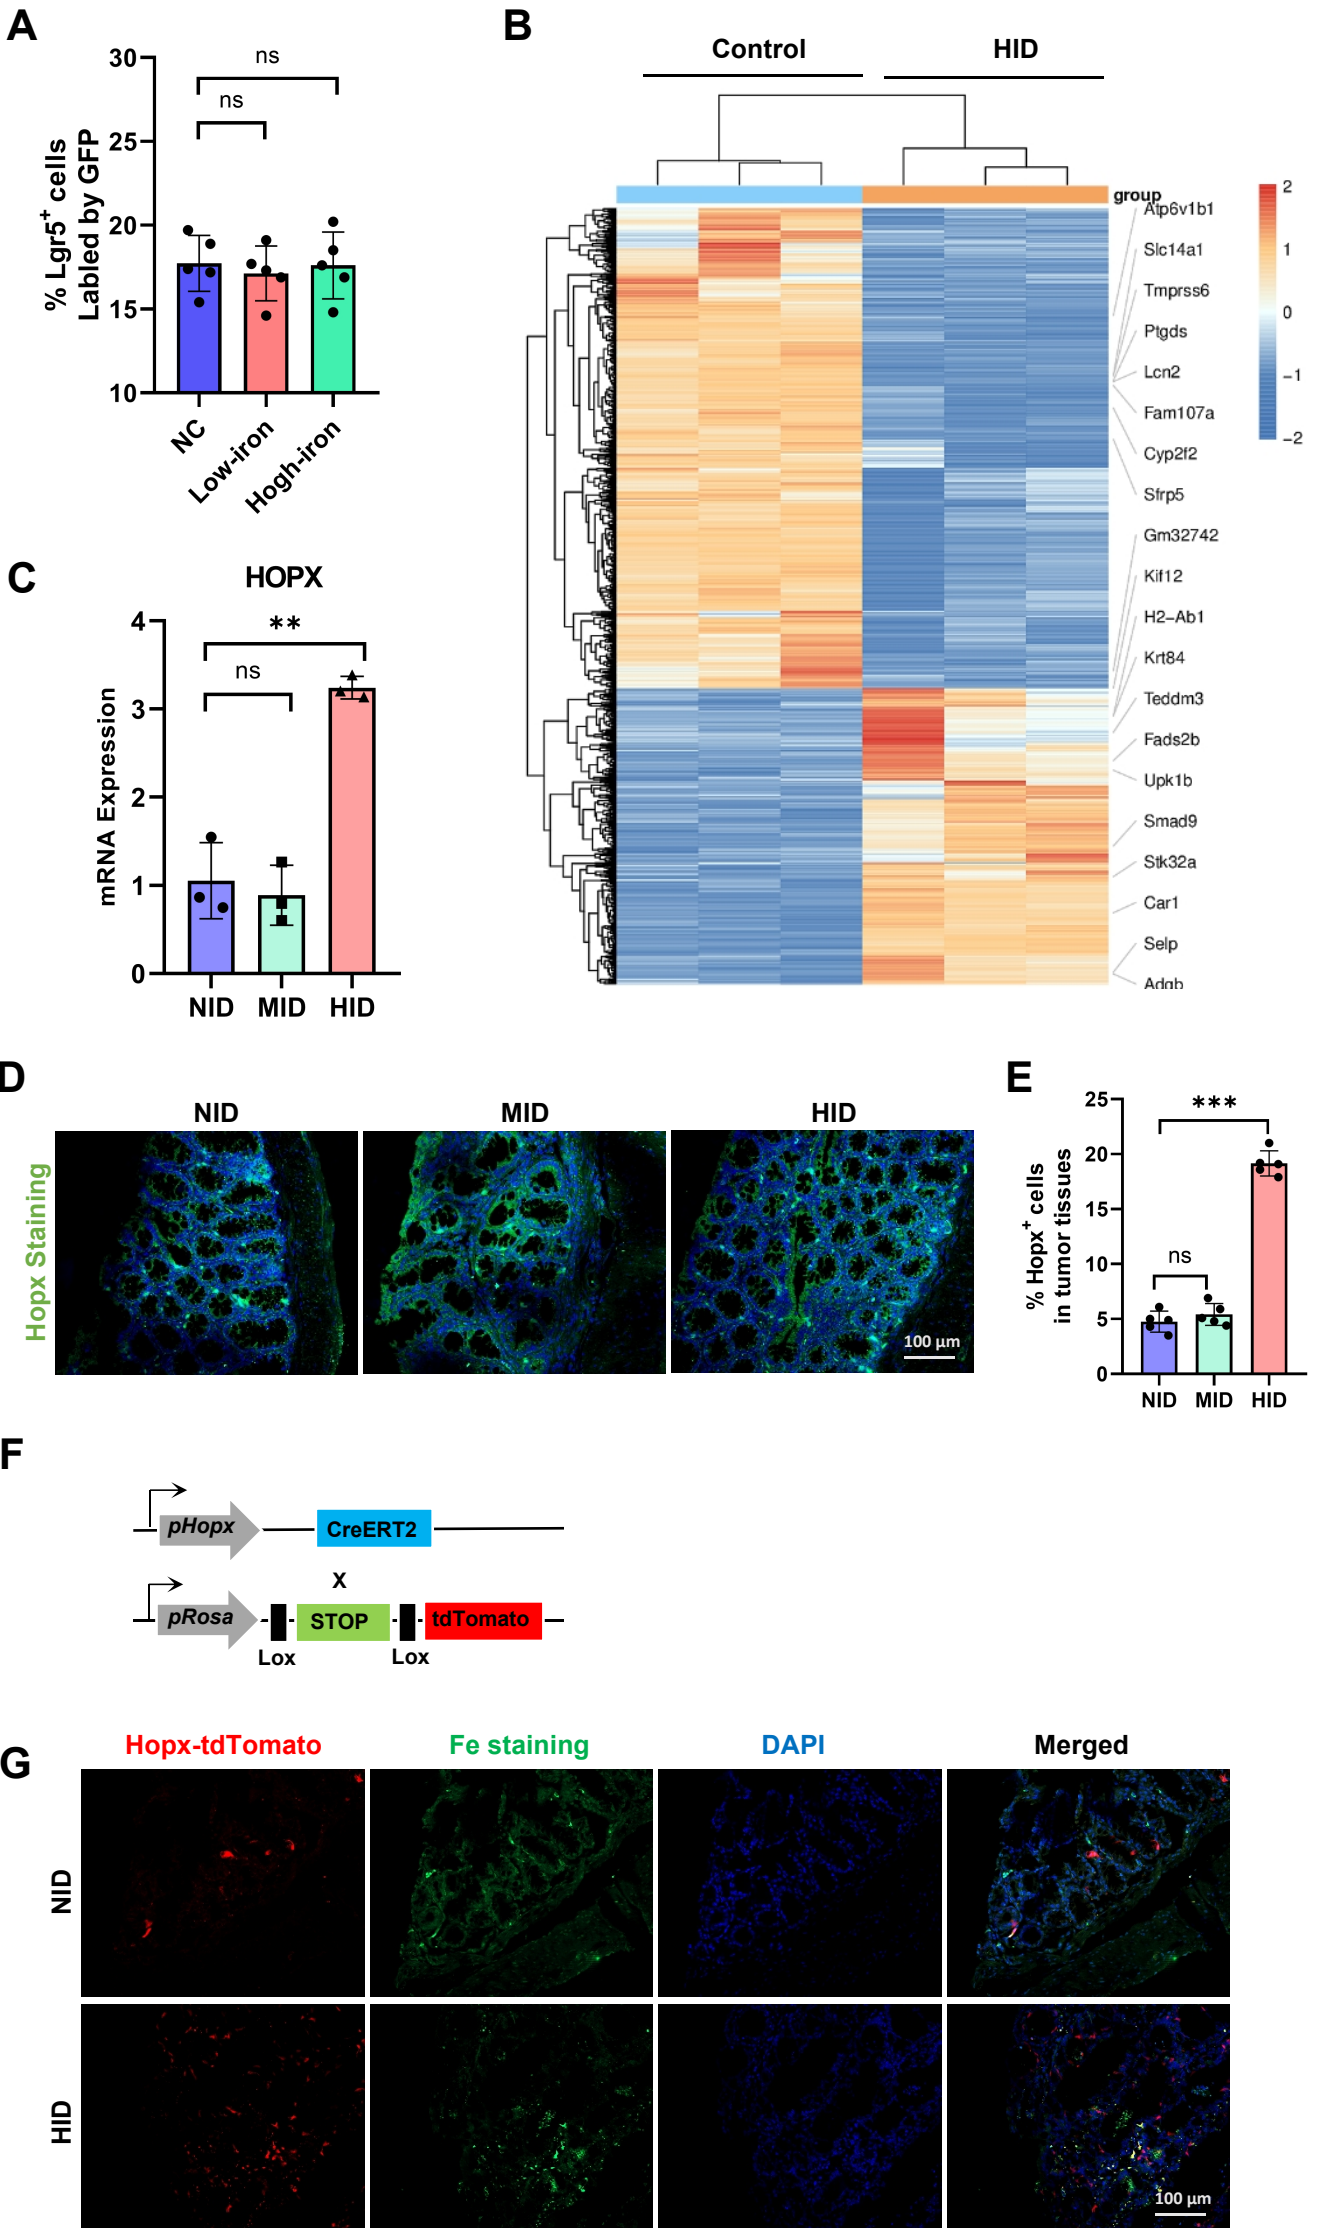 A
30
25
20
15
10
% Lgr5+ cells
Labled by GFP
ns
ns
NC
Low-iron
Hogh-iron
B
Control
HID
group
Atp6v1b1
Slc14a1
Tmprss6
Ptgds
Lcn2
Fam107a
Cyp2f2
Sfrp5
Gm32742
Kif12
H2-Ab1
Krt84
Teddm3
Fads2b
Upk1b
Smad9
Stk32a
Car1
Selp
Adgb
2
1
0
−1
−2
C
HOPX
**
ns
4
3
2
1
0
mRNA Expression
NID
MID
HID
D
NID
MID
HID
Hopx Staining
100 μm
E
25
20
15
10
5
0
% Hopx+ cells
in tumor tissues
***
ns
NID
MID
HID
F
pHopx
CreERT2
X
pRosa
STOP
tdTomato
Lox
Lox
G
Hopx-tdTomato
Fe staining
DAPI
Merged
NID
HID
100 μm